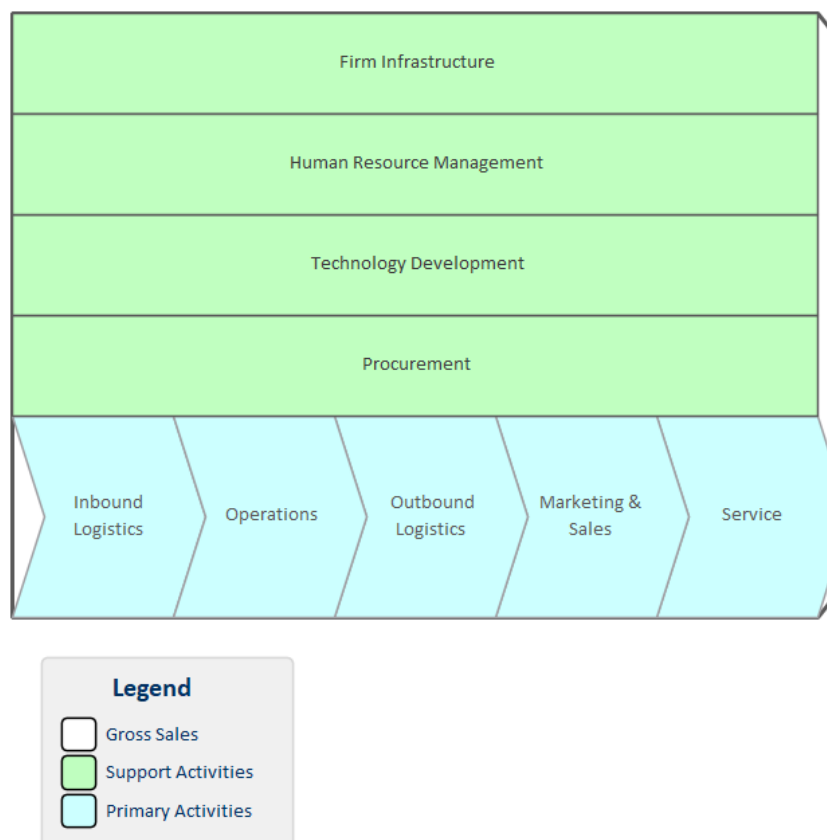 Firm Infrastructure
Human Resource Management
Technology Development
Procurement
Inbound
Logistics
Operations
Outbound
Logistics
Marketing &
Sales
Service
Legend
Gross Sales
Support Activities
Primary Activities